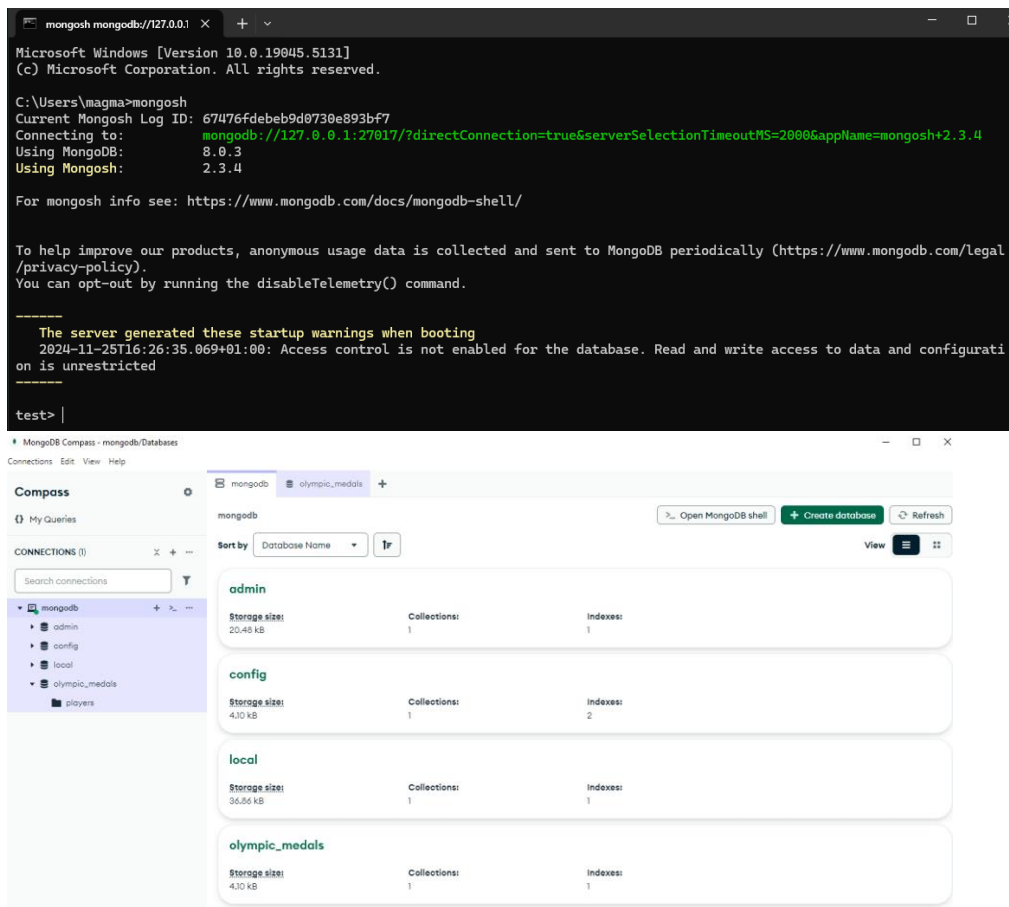 mongosh mongodb://127.0.0.1
Microsoft Windows [Version 10.0.19045.5131]
(c) Microsoft Corporation. All rights reserved.
C:\Users\magma>mongosh
Current Mongosh Log ID: 67476fdebeb9d0730e893bf7
Connecting to: mongodb://127.0.0.1:27017/?directConnection=true&serverSelectionTimeoutMS=2000&appName=mongosh+2.3.4
Using MongoDB: 8.0.3
Using Mongosh: 2.3.4
For mongosh info see: https://www.mongodb.com/docs/mongodb-shell/
To help improve our products, anonymous usage data is collected and sent to MongoDB periodically (https://www.mongodb.com/legal
/privacy-policy).
You can opt-out by running the disableTelemetry() command.
------
The server generated these startup warnings when booting
2024-11-25T16:26:35.069+01:00: Access control is not enabled for the database. Read and write access to data and configurati
on is unrestricted
------
test>
MongoDB Compass - mongodb/Databases
Connections Edit View Help
Compass
{} My Queries
CONNECTIONS (1)
Search connections
mongodb
admin
config
local
olympic_medals
players
mongodb olympic_medals
mongodb
>_ Open MongoDB shell + Create database Refresh
Sort by Database Name View
admin
Storage size: Collections: Indexes:
20.48 kB 1 1
config
Storage size: Collections: Indexes:
4.10 kB 1 2
local
Storage size: Collections: Indexes:
36.86 kB 1 1
olympic_medals
Storage size: Collections: Indexes:
4.10 kB 1 1